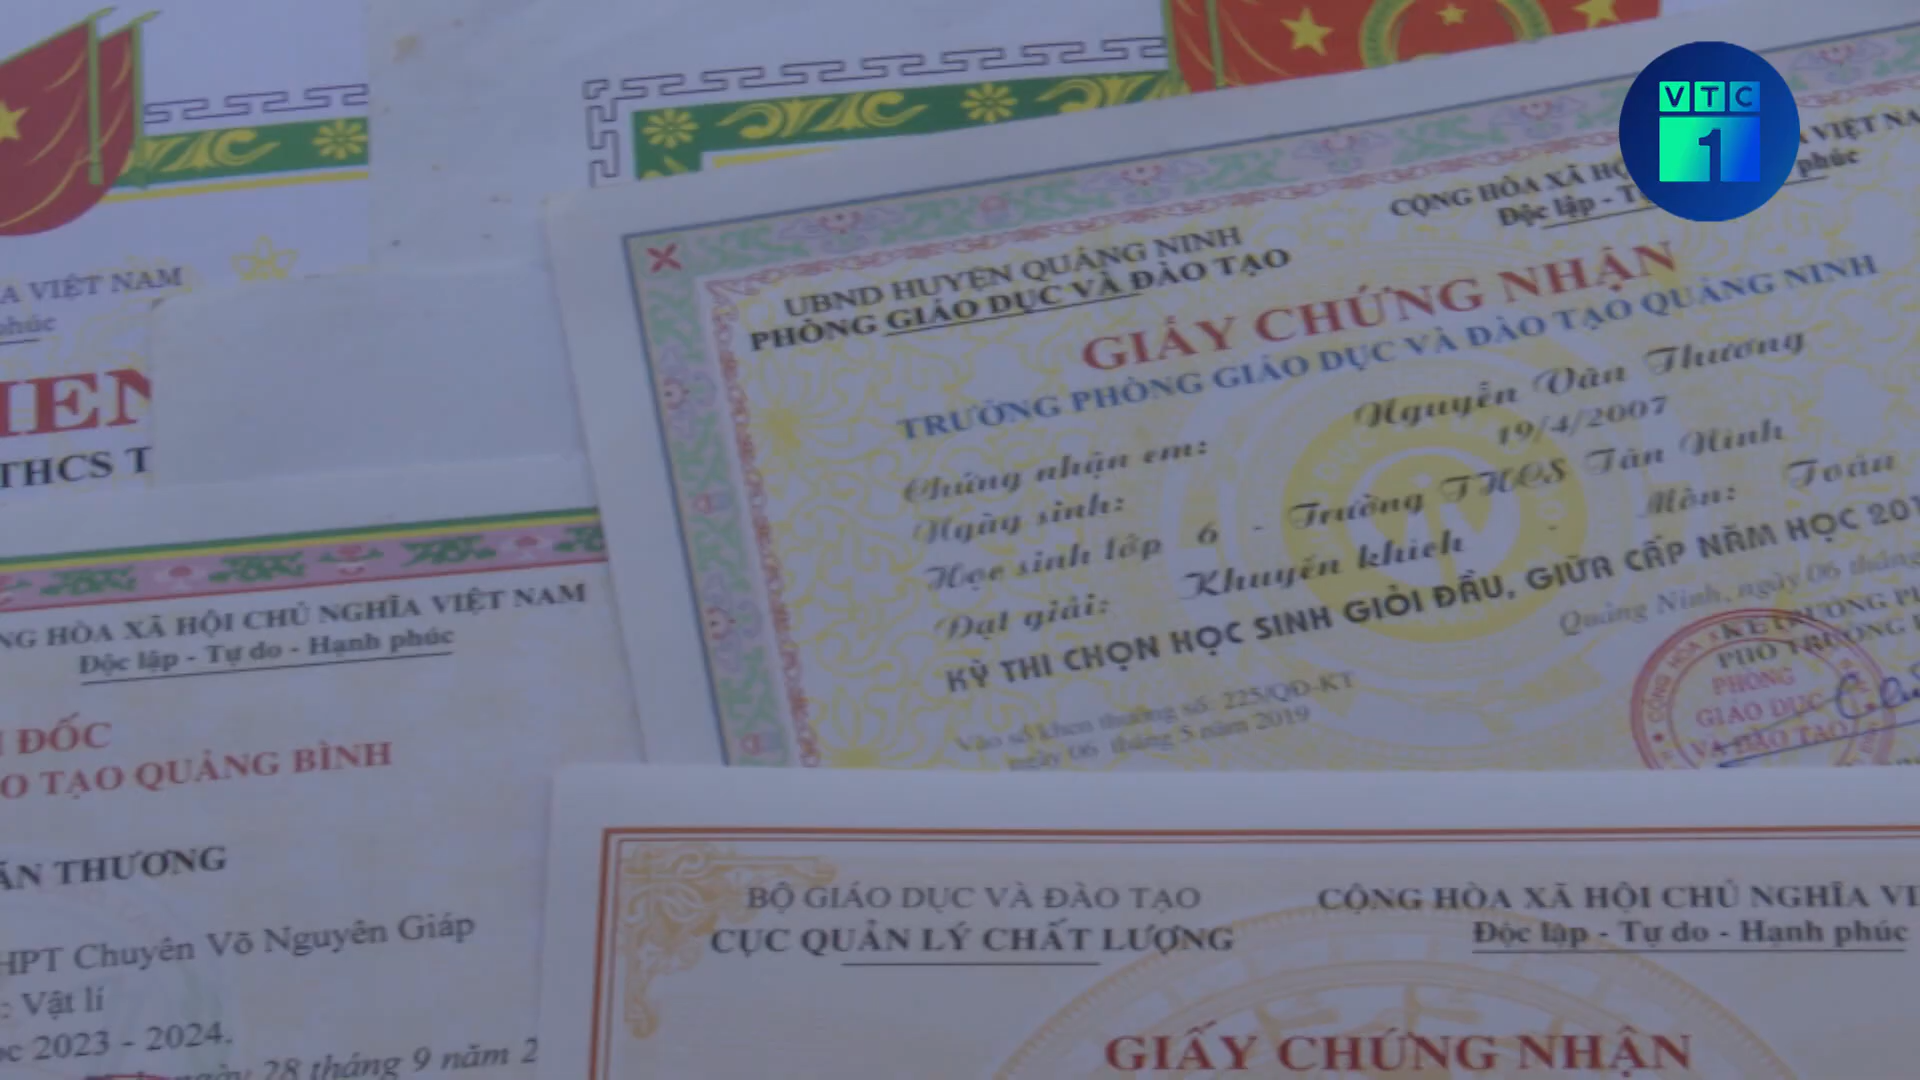 VTC
1
A VIỆT NAM
phúc
THCS T
UBND HUYỆN QUẢNG NINH
PHÒNG GIÁO DỤC VÀ ĐÀO TẠO
CỘNG HÒA XÃ VIỆT NA
Độc lập - phúc
GIẤY CHỨNG NHẬN
TRƯỞNG PHÒNG GIÁO DỤC VÀ ĐÀO TẠO QUẢNG NINH
Chứng nhận em: Nguyễn Văn Thương
Ngày sinh: 19/4/2007
Học sinh lớp 6 - Trường THCS Tân Ninh
Đạt giải: Khuyến khích - Môn: Toán
KỲ THI CHỌN HỌC SINH GIỎI ĐẦU, GIỮA CẤP NĂM HỌC 201
Quảng Ninh, ngày 06 tháng
Vào sổ khen thưởng số: 225/QĐ-KT
ngày 06 tháng 5 năm 2019
PHÒNG
GIÁO DỤC
VÀ ĐÀO TẠO
NG HÒA XÃ HỘI CHỦ NGHĨA VIỆT NAM
Độc lập - Tự do - Hạnh phúc
ĐỐC
O TẠO QUẢNG BÌNH
ĂN THƯƠNG
HPT Chuyên Võ Nguyên Giáp
: Vật lí
ọc 2023 - 2024.
ngày 28 tháng 9 năm 2
BỘ GIÁO DỤC VÀ ĐÀO TẠO
CỤC QUẢN LÝ CHẤT LƯỢNG
CỘNG HÒA XÃ HỘI CHỦ NGHĨA VI
Độc lập - Tự do - Hạnh phúc
GIẤY CHỨNG NHẬN